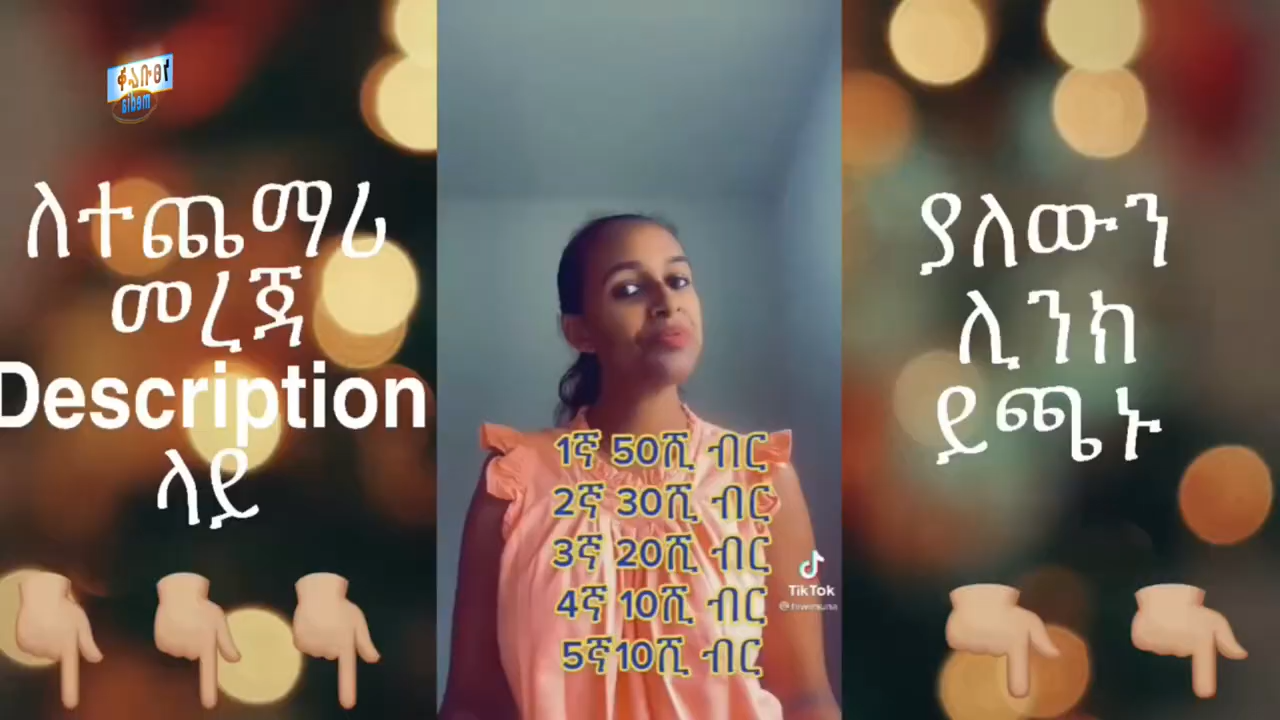 ለተጨማሪ
መረጃ
Description
ላይ
1ኛ 50ሺ ብር
2ኛ 30ሺ ብር
3ኛ 20ሺ ብር
4ኛ 10ሺ ብር
5ኛ10ሺ ብር
TikTok
ያለውን
ሊንክ
ይጫኑ